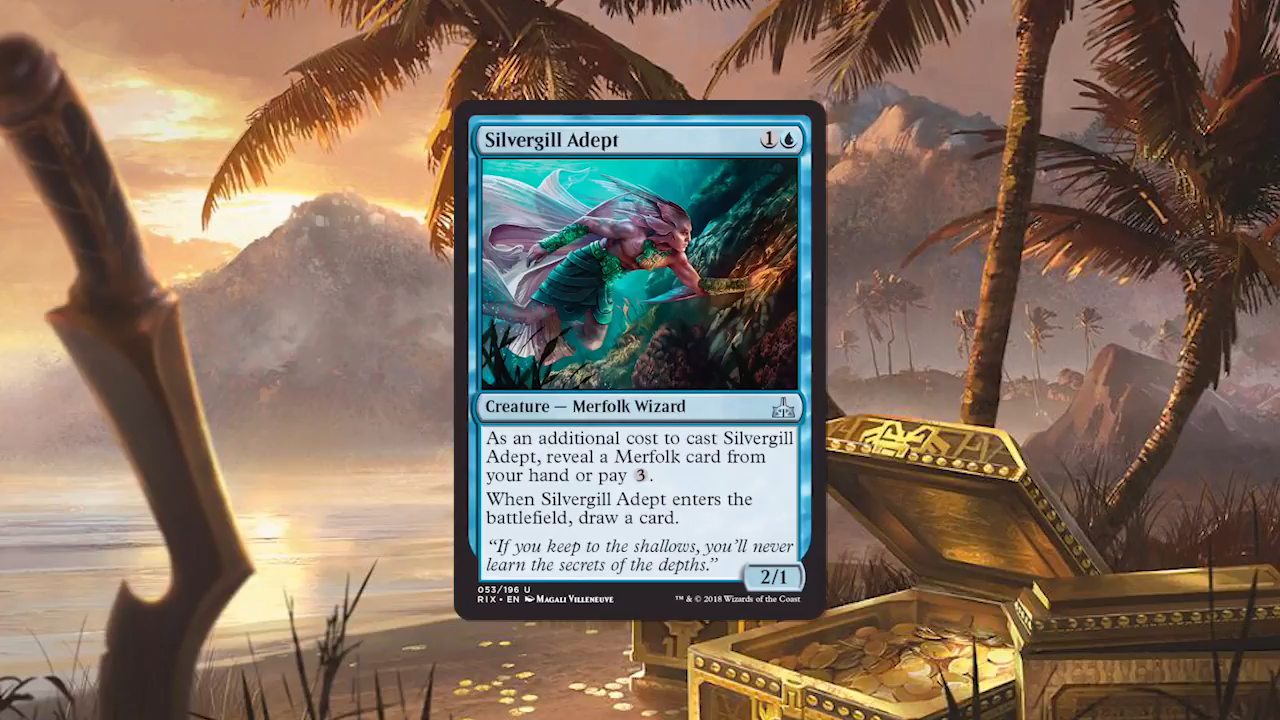 Silvergill Adept 1
Creature — Merfolk Wizard
As an additional cost to cast Silvergill
Adept, reveal a Merfolk card from
your hand or pay 3.
When Silvergill Adept enters the
battlefield, draw a card.
“If you keep to the shallows, you’ll never
learn the secrets of the depths.”
2/1
053/196 U
RIX • EN Magali Villeneuve
™ & © 2018 Wizards of the Coast